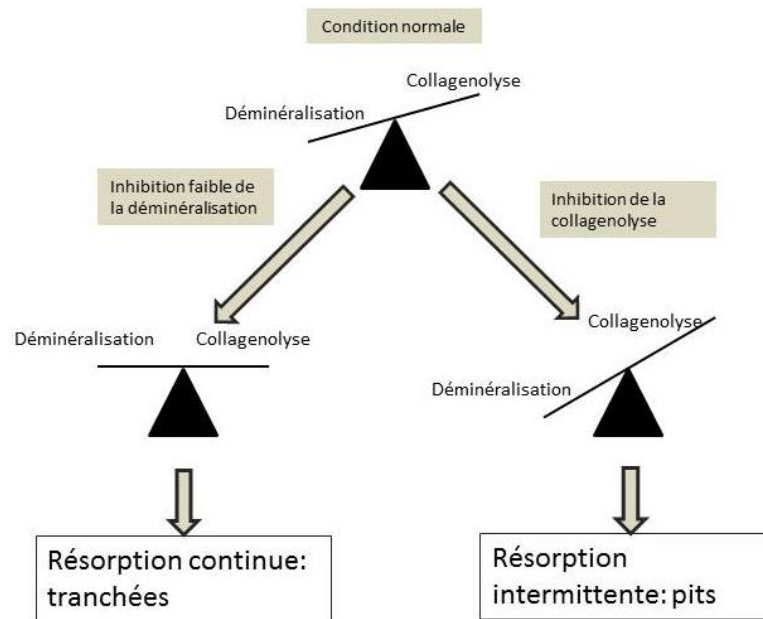 Condition normale
Collagenolyse
Déminéralisation
Inhibition faible de
la déminéralisation
Inhibition de la
collagenolyse
Déminéralisation
Collagenolyse
Collagenolyse
Déminéralisation
Résorption continue:
tranchées
Résorption
intermittente: pits